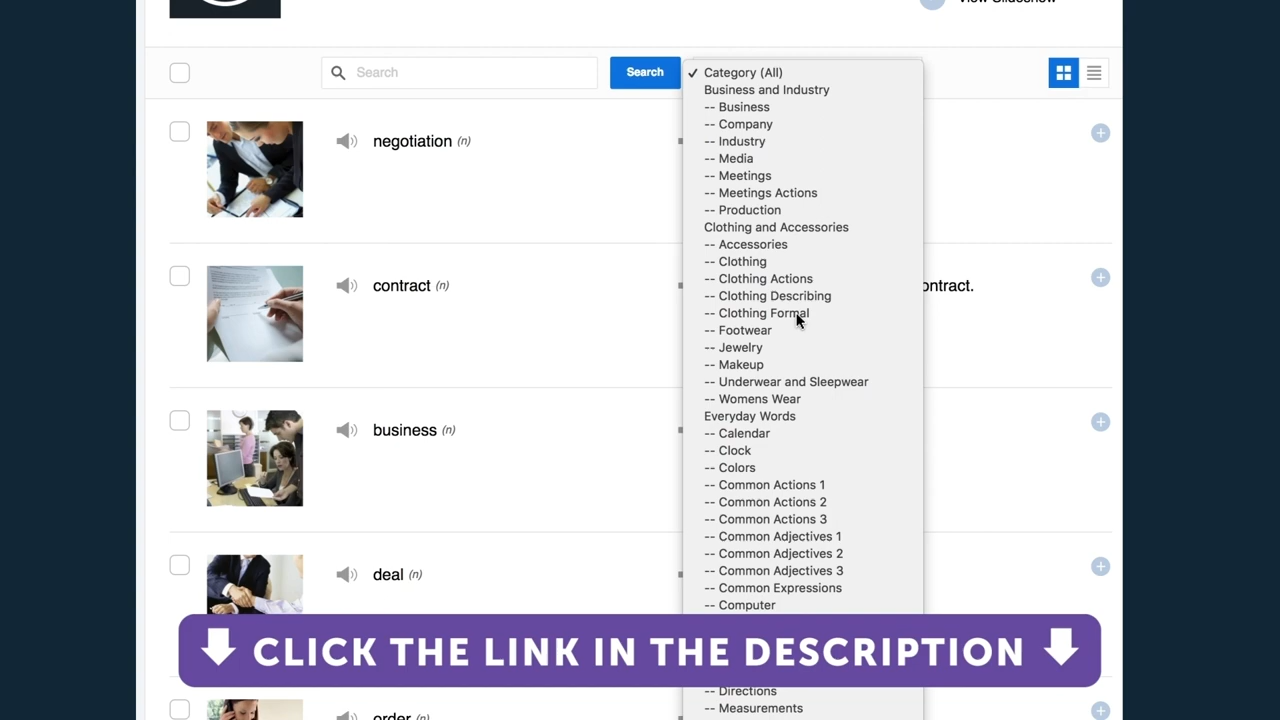 View Slideshow
Search
Search
✓ Category (All)
Business and Industry
-- Business
-- Company
-- Industry
-- Media
-- Meetings
-- Meetings Actions
-- Production
Clothing and Accessories
-- Accessories
-- Clothing
-- Clothing Actions
-- Clothing Describing
-- Clothing Formal
-- Footwear
-- Jewelry
-- Makeup
-- Underwear and Sleepwear
-- Womens Wear
Everyday Words
-- Calendar
-- Clock
-- Colors
-- Common Actions 1
-- Common Actions 2
-- Common Actions 3
-- Common Adjectives 1
-- Common Adjectives 2
-- Common Adjectives 3
-- Common Expressions
-- Computer
-- Directions
-- Measurements
negotiation (n)
contract (n)
ontract.
business (n)
deal (n)
order (n)
CLICK THE LINK IN THE DESCRIPTION